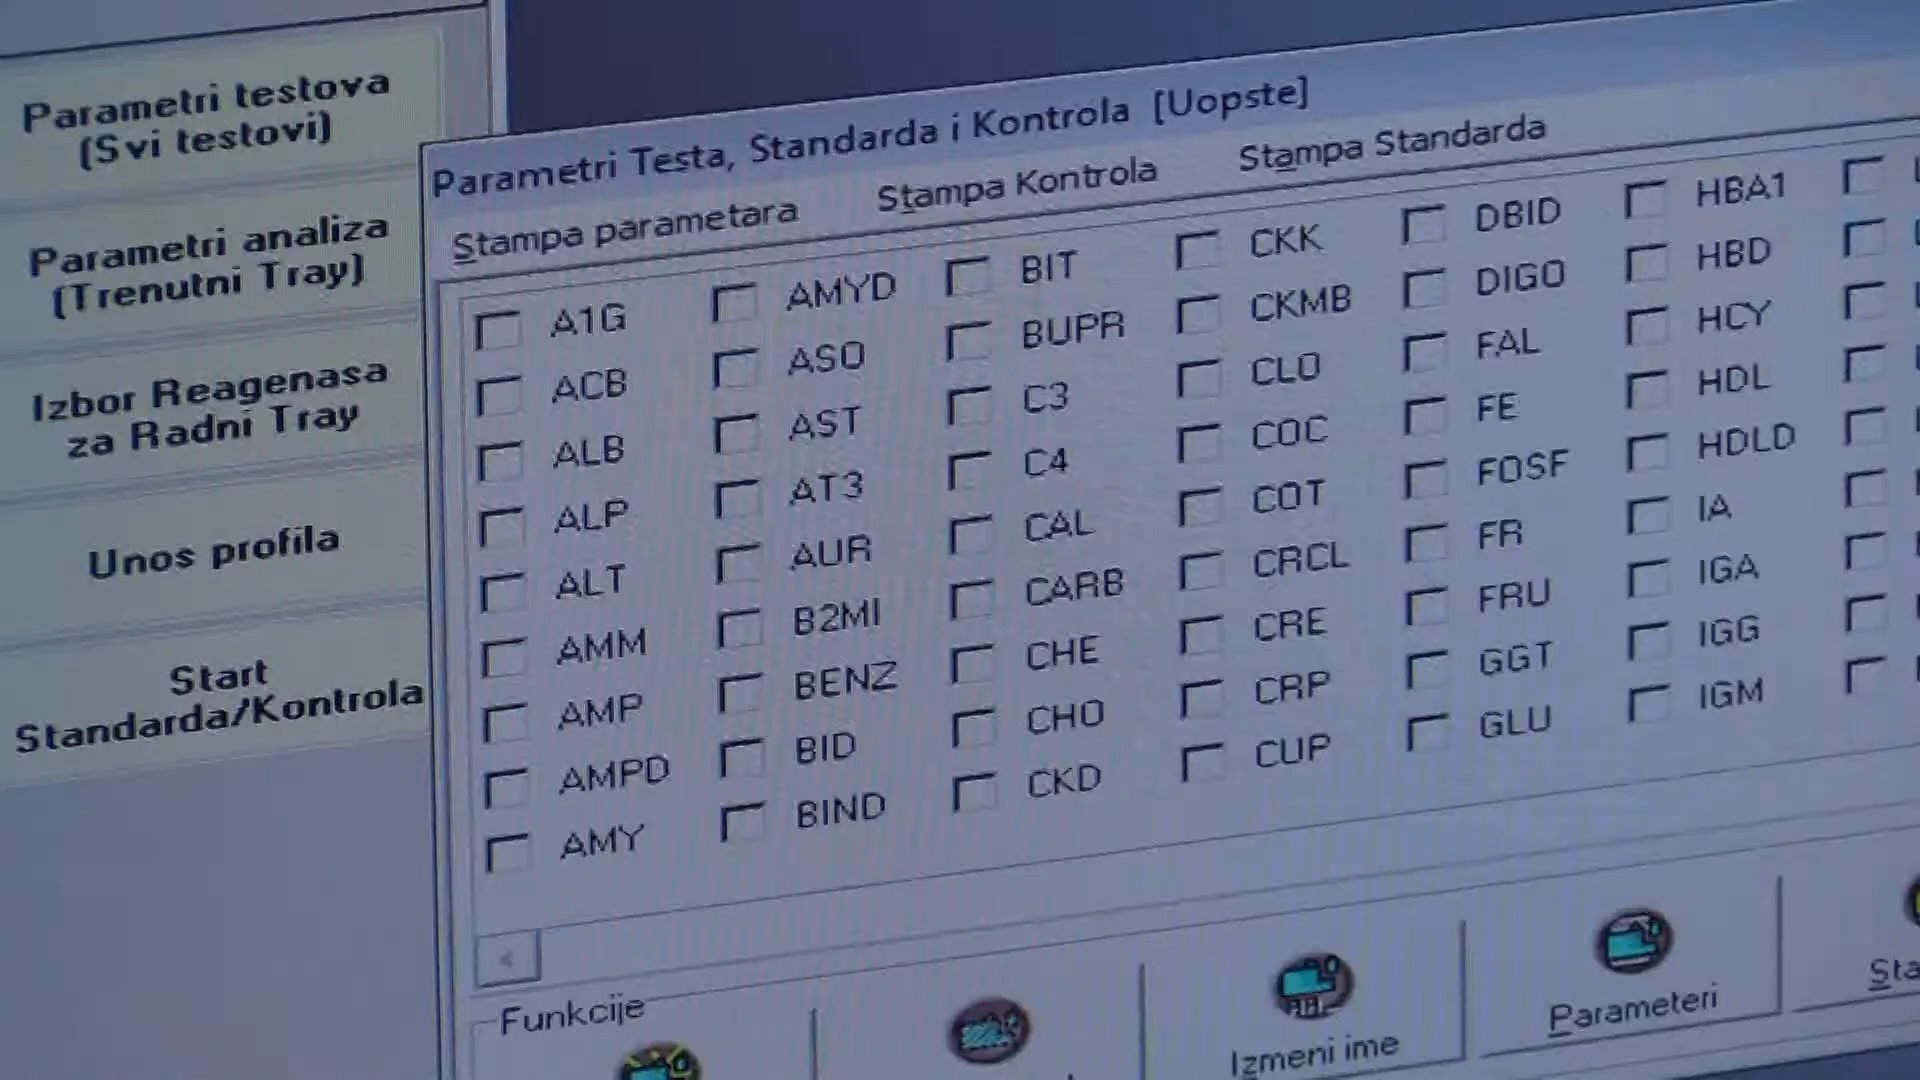 Parametri testova
(Svi testovi)
Parametri analiza
(Trenutni Tray)
Izbor Reagenasa
za Radni Tray
Unos profila
Start
Standarda/Kontrola
Parametri Testa, Standarda i Kontrola [Uopste]
Stampa parametara Stampa Kontrola Stampa Standarda
A1G AMYD BIT CKK DBID HBA1
ACB ASO BUPR CKMB DIGO HBD
ALB AST C3 CLO FAL HCY
ALP AT3 C4 COC FE HDL
ALT AUR CAL COT FOSF HDLD
AMM B2MI CARB CRCL FR IA
AMP BENZ CHE CRE FRU IGA
AMPD BID CHO CRP GGT IGG
AMY BIND CKD CUP GLU IGM
Funkcije
Izmeni ime
Parameteri